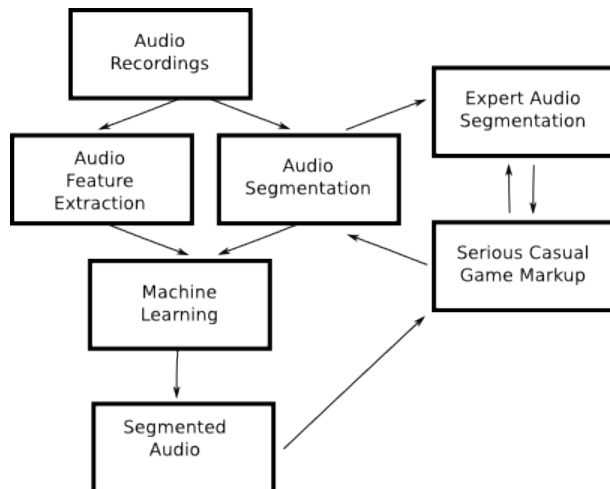 Audio
Recordings
Expert Audio
Segmentation
Audio
Feature
Extraction
Audio
Segmentation
Serious Casual
Game Markup
Machine
Learning
Segmented
Audio